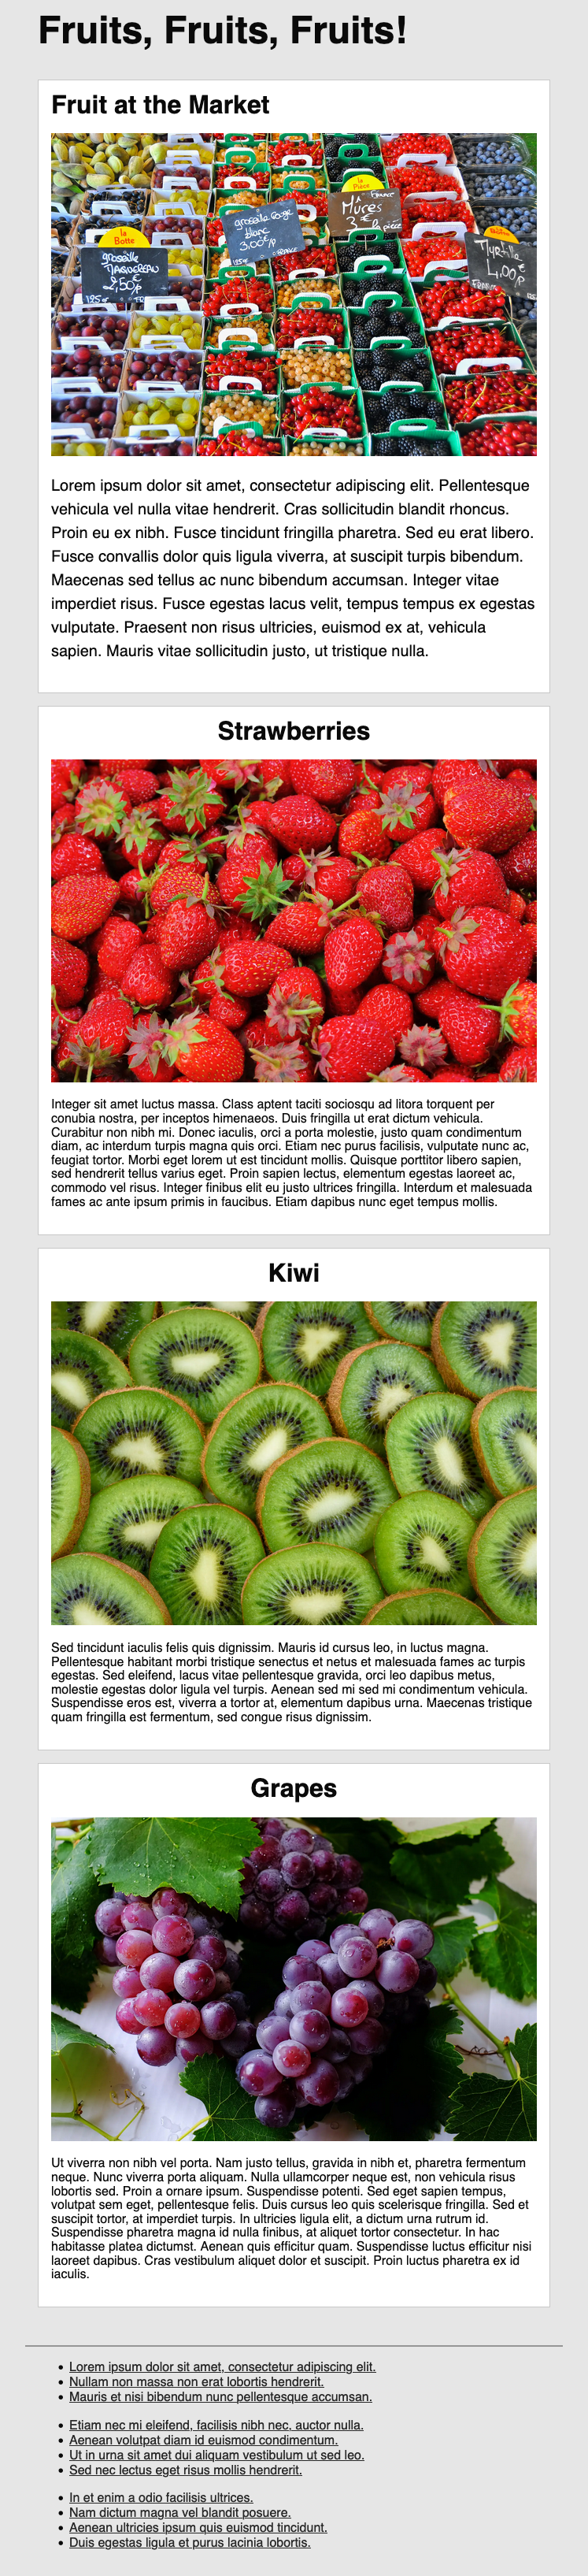 Fruits, Fruits, Fruits!
Fruit at the Market
la
Botte
groseille
2,50
groseille rouge
blanc
3.00
la
Pièce
FRANCE
Mûres
la pièce
Myrtille
4.00
Lorem ipsum dolor sit amet, consectetur adipiscing elit. Pellentesque
vehicula vel nulla vitae hendrerit. Cras sollicitudin blandit rhoncus.
Proin eu ex nibh. Fusce tincidunt fringilla pharetra. Sed eu erat libero.
Fusce convallis dolor quis ligula viverra, at suscipit turpis bibendum.
Maecenas sed tellus ac nunc bibendum accumsan. Integer vitae
imperdiet risus. Fusce egestas lacus velit, tempus tempus ex egestas
vulputate. Praesent non risus ultricies, euismod ex at, vehicula
sapien. Mauris vitae sollicitudin justo, ut tristique nulla.
Strawberries
Integer sit amet luctus massa. Class aptent taciti sociosqu ad litora torquent per
conubia nostra, per inceptos himenaeos. Duis fringilla ut erat dictum vehicula.
Curabitur non nibh mi. Donec iaculis, orci a porta molestie, justo quam condimentum
diam, ac interdum turpis magna quis orci. Etiam nec purus facilisis, vulputate nunc ac,
feugiat tortor. Morbi eget lorem ut est tincidunt mollis. Quisque porttitor libero sapien,
sed hendrerit tellus varius eget. Proin sapien lectus, elementum egestas laoreet ac,
commodo vel risus. Integer finibus elit eu justo ultrices fringilla. Interdum et malesuada
fames ac ante ipsum primis in faucibus. Etiam dapibus nunc eget tempus mollis.
Kiwi
Sed tincidunt iaculis felis quis dignissim. Mauris id cursus leo, in luctus magna.
Pellentesque habitant morbi tristique senectus et netus et malesuada fames ac turpis
egestas. Sed eleifend, lacus vitae pellentesque gravida, orci leo dapibus metus,
molestie egestas dolor ligula vel turpis. Aenean sed mi sed mi condimentum vehicula.
Suspendisse eros est, viverra a tortor at, elementum dapibus urna. Maecenas tristique
quam fringilla est fermentum, sed congue risus dignissim.
Grapes
Ut viverra non nibh vel porta. Nam justo tellus, gravida in nibh et, pharetra fermentum
neque. Nunc viverra porta aliquam. Nulla ullamcorper neque est, non vehicula risus
lobortis sed. Proin a ornare ipsum. Suspendisse potenti. Sed eget sapien tempus,
volutpat sem eget, pellentesque felis. Duis cursus leo quis scelerisque fringilla. Sed et
suscipit tortor, at imperdiet turpis. In ultricies ligula elit, a dictum urna rutrum id.
Suspendisse pharetra magna id nulla finibus, at aliquet tortor consectetur. In hac
habitasse platea dictumst. Aenean quis efficitur quam. Suspendisse luctus efficitur nisi
laoreet dapibus. Cras vestibulum aliquet dolor et suscipit. Proin luctus pharetra ex id
iaculis.
Lorem ipsum dolor sit amet, consectetur adipiscing elit.
Nullam non massa non erat lobortis hendrerit.
Mauris et nisi bibendum nunc pellentesque accumsan.
Etiam nec mi eleifend, facilisis nibh nec, auctor nulla.
Aenean volutpat diam id euismod condimentum.
Ut in urna sit amet dui aliquam vestibulum ut sed leo.
Sed nec lectus eget risus mollis hendrerit.
In et enim a odio facilisis ultrices.
Nam dictum magna vel blandit posuere.
Aenean ultricies ipsum quis euismod tincidunt.
Duis egestas ligula et purus lacinia lobortis.